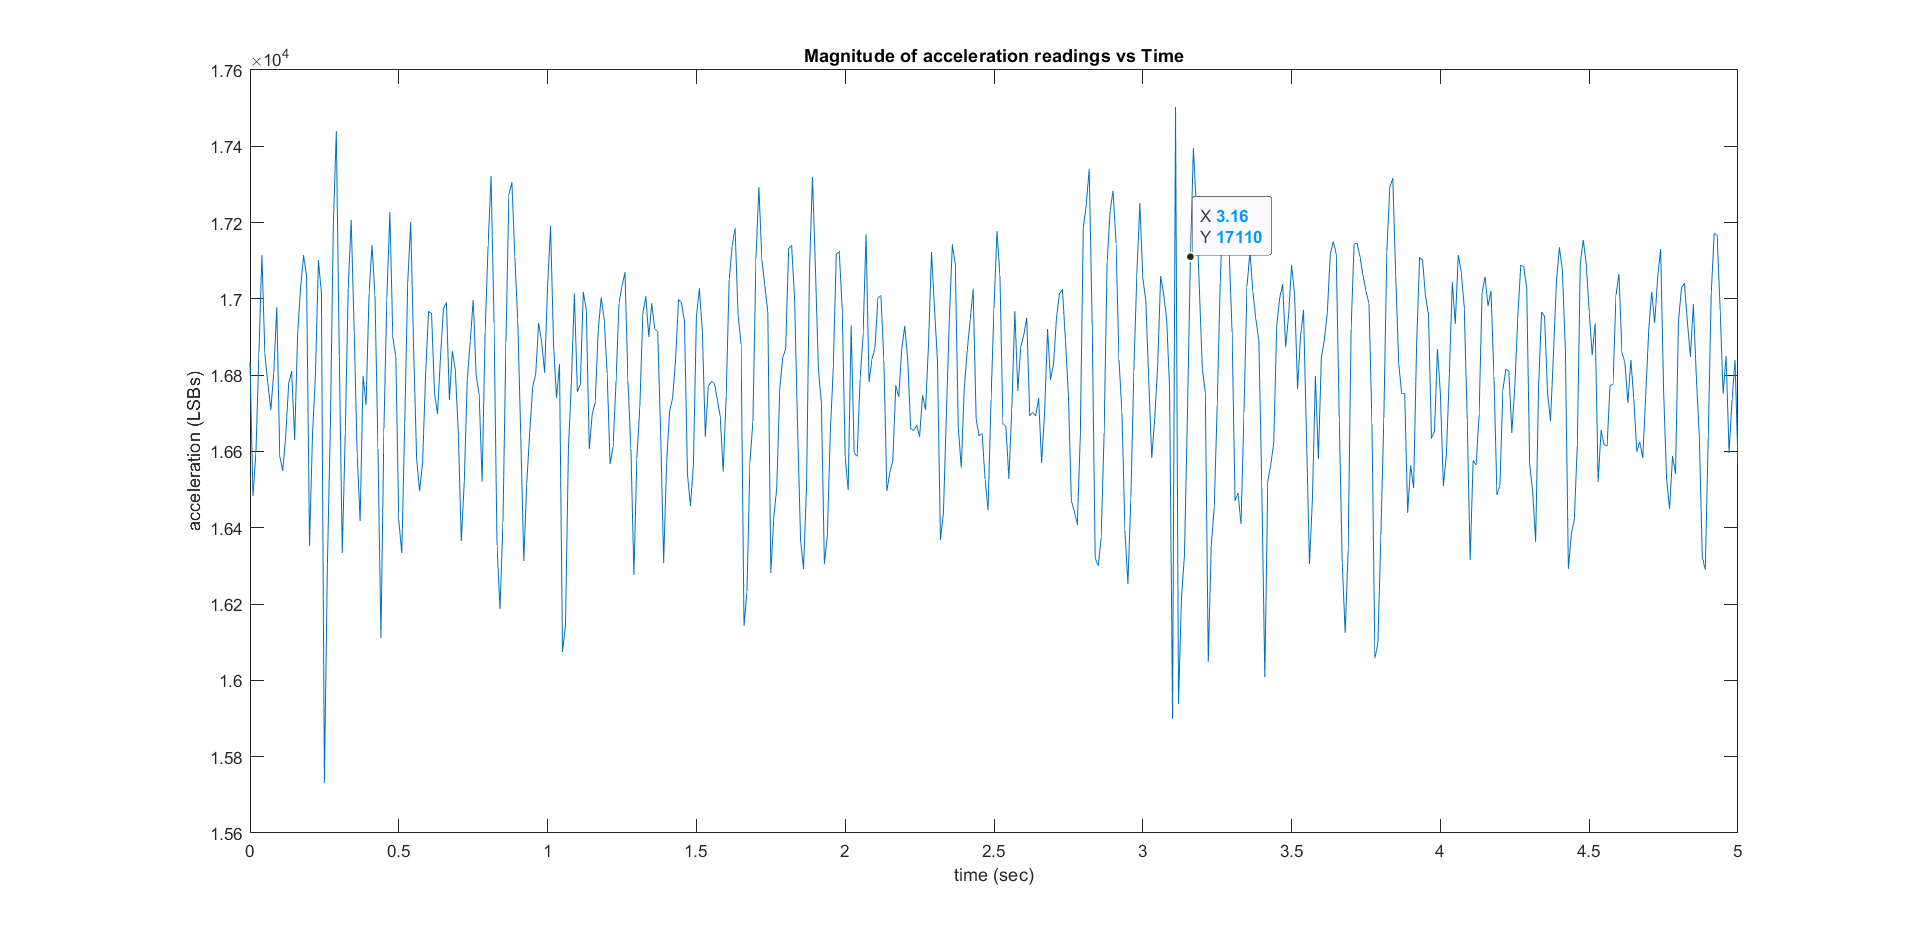 Magnitude of acceleration readings vs Time
×10⁴
1.76
1.74
1.72
1.7
1.68
1.66
1.64
1.62
1.6
1.58
1.56
acceleration (LSBs)
X 3.16
Y 17110
0 0.5 1 1.5 2 2.5 3 3.5 4 4.5 5
time (sec)